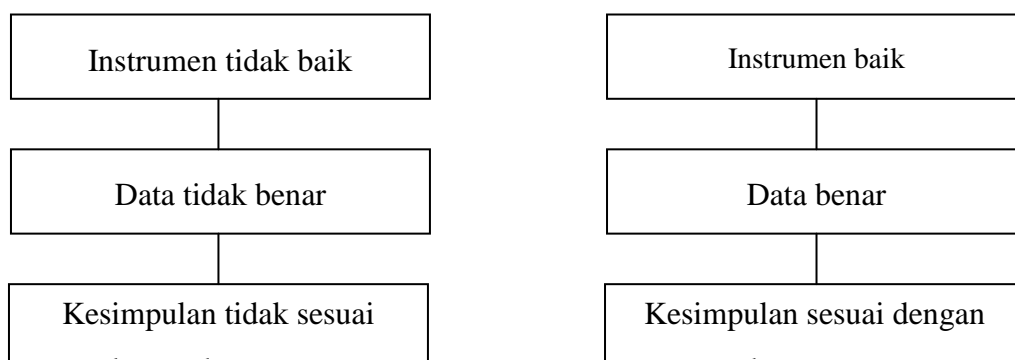 Instrumen tidak baik
Data tidak benar
Kesimpulan tidak sesuai
Instrumen baik
Data benar
Kesimpulan sesuai dengan